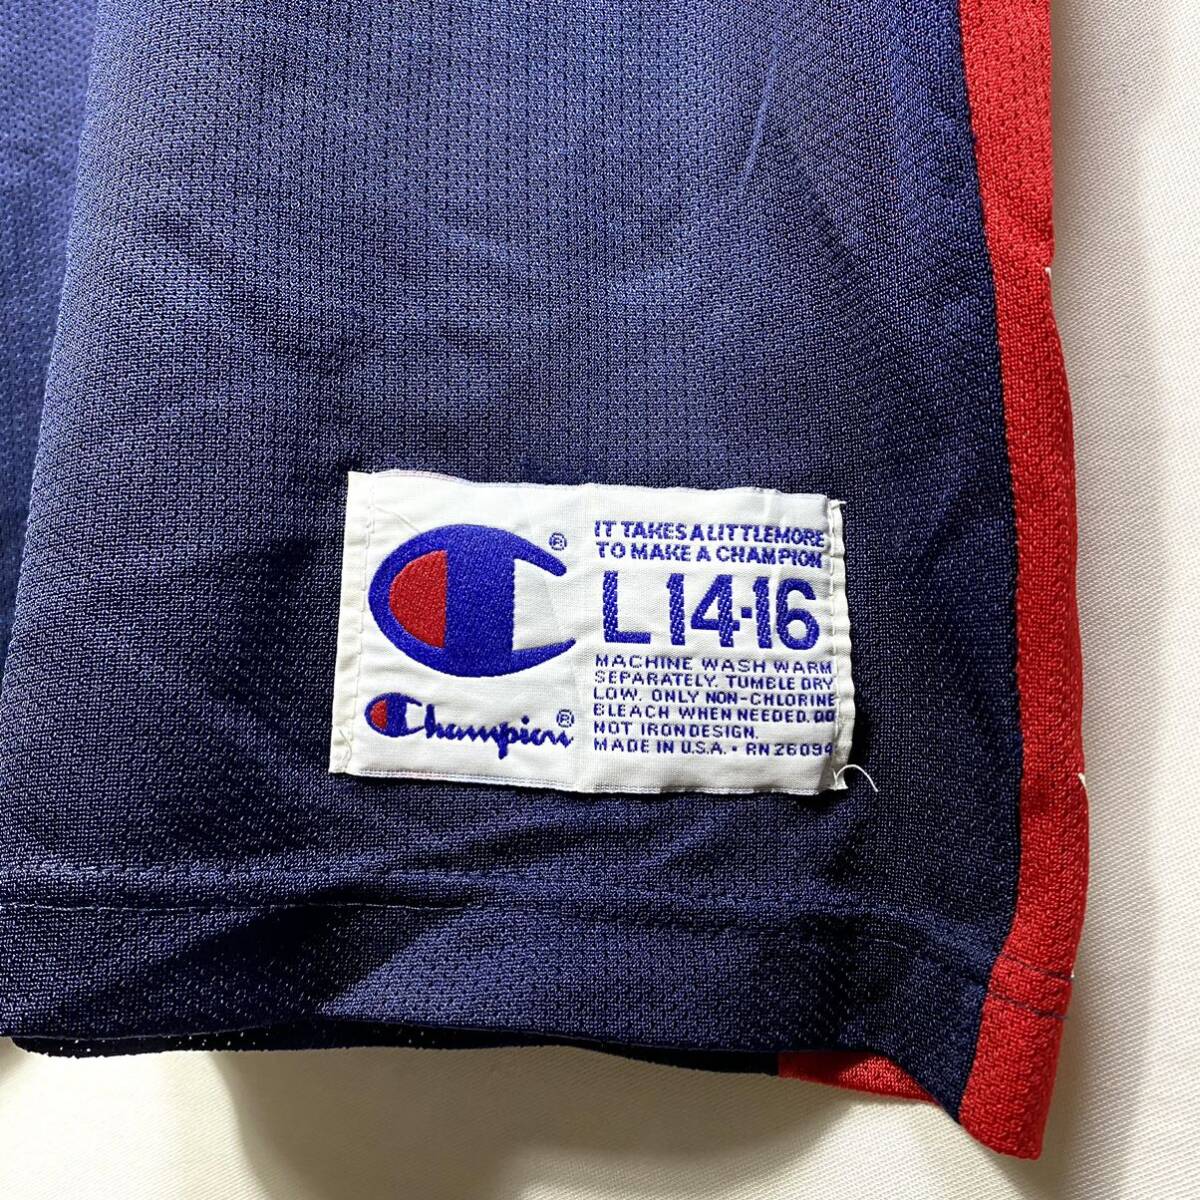 ®
IT TAKES A LITTLE MORE
TO MAKE A CHAMPION
L 14-16
MACHINE WASH WARM
SEPARATELY. TUMBLE DRY
LOW. ONLY NON-CHLORINE
BLEACH WHEN NEEDED. DO
NOT IRON DESIGN.
MADE IN U.S.A. • RN 26094
Champion®